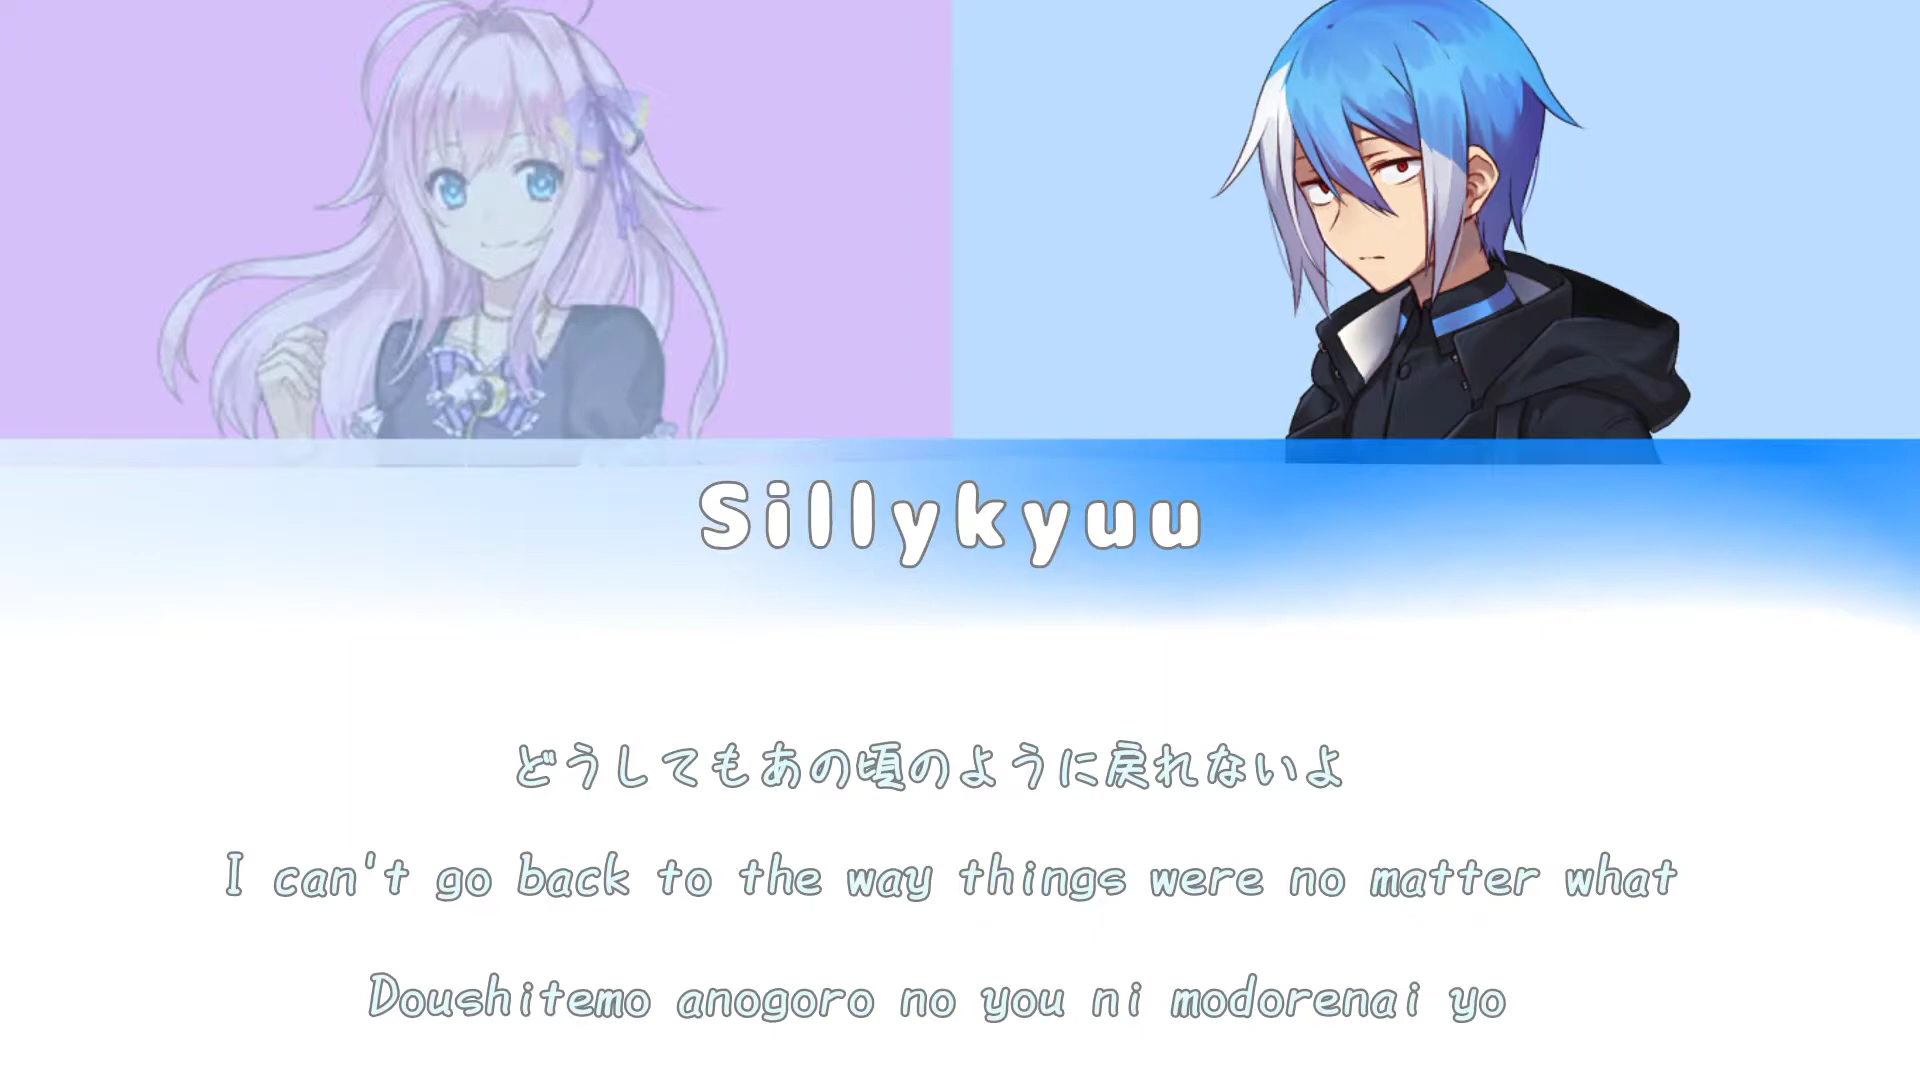 Sillykyuu
どうしてもあの頃のように戻れないよ
I can't go back to the way things were no matter what
Doushitemo anogoro no you ni modorenai yo